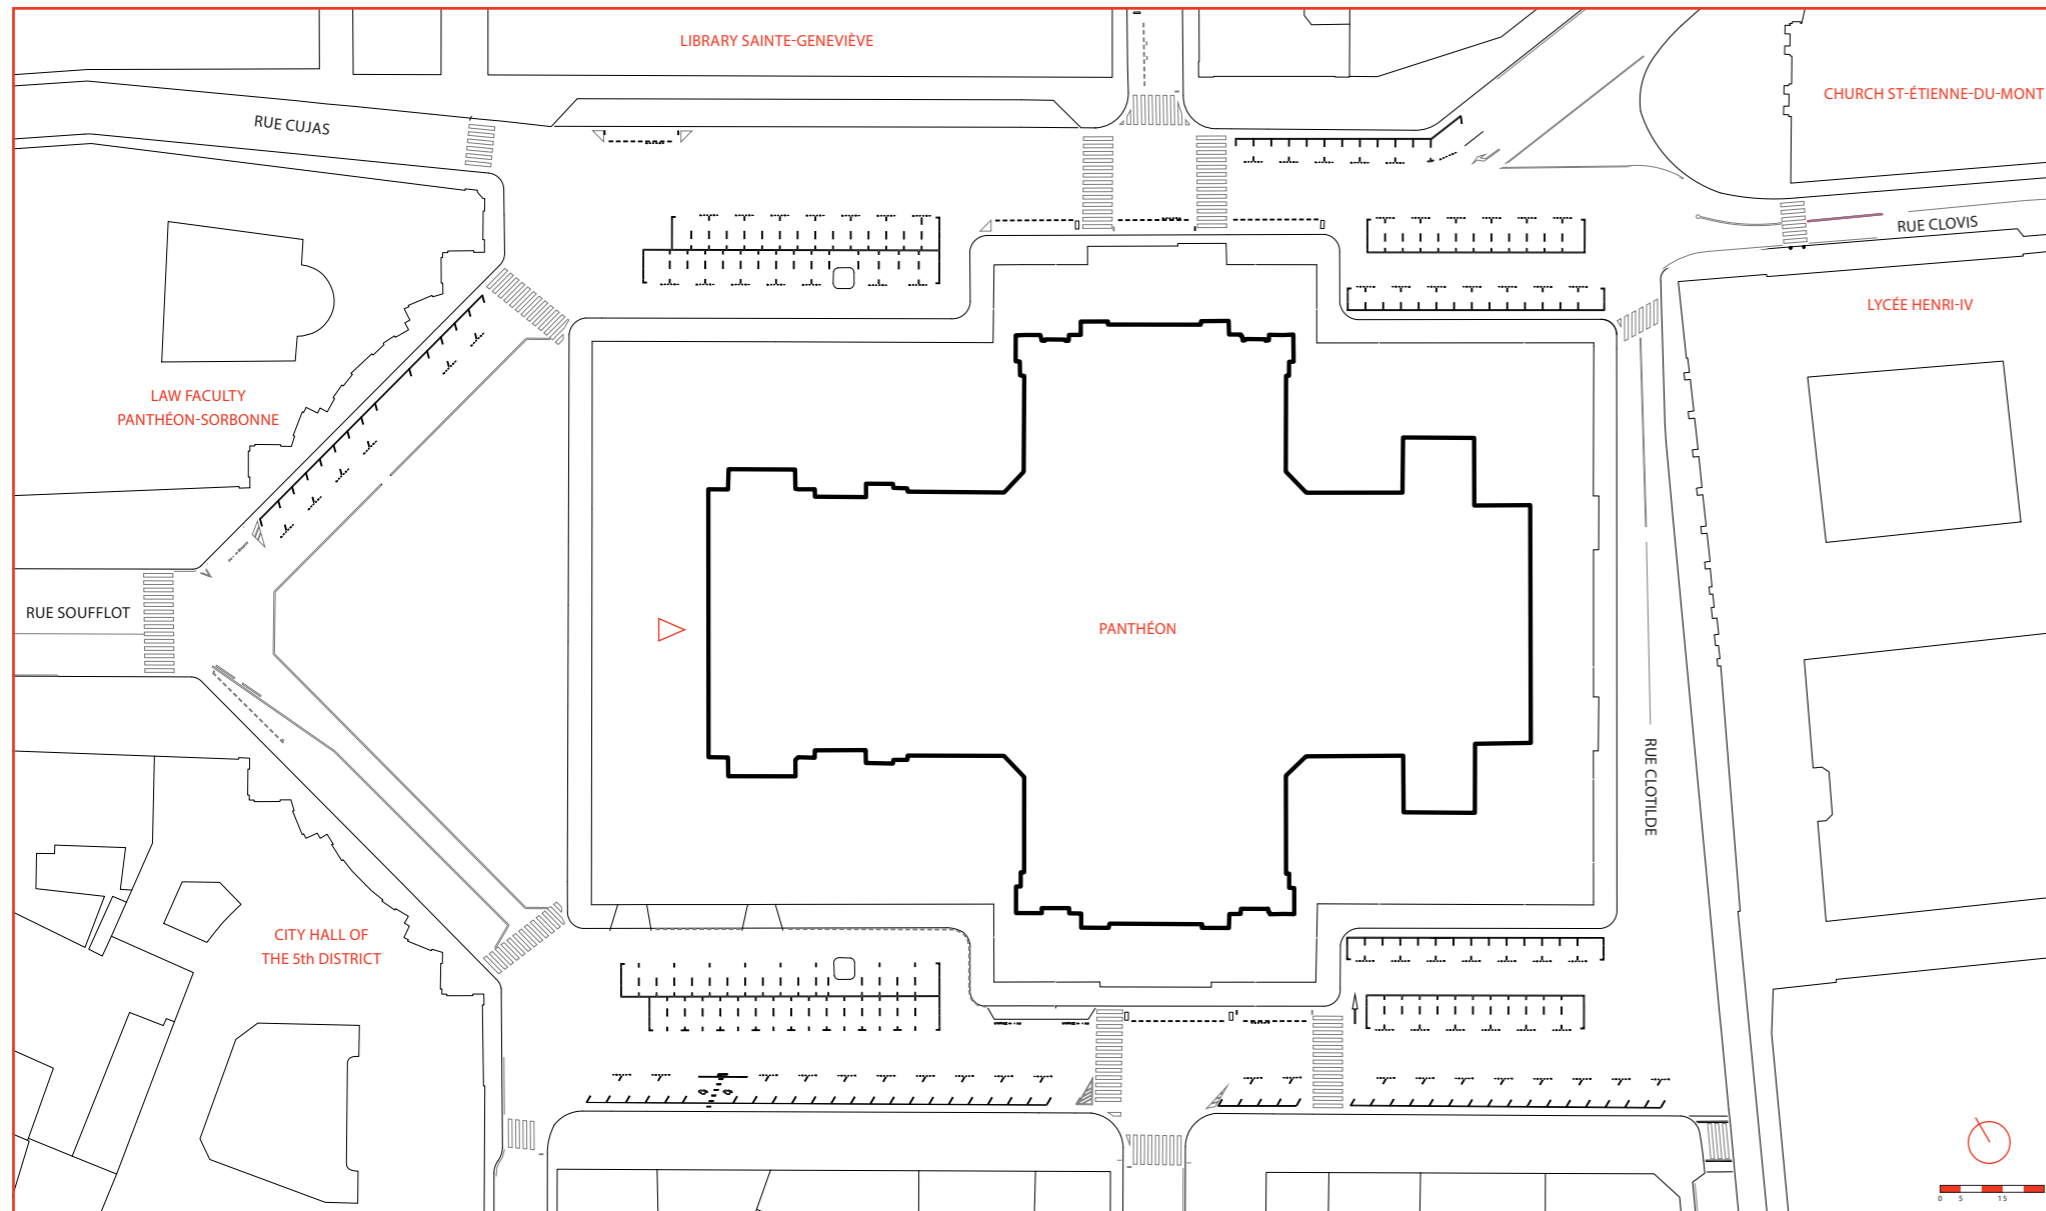 LIBRARY SAINTE-GENEVIÈVE
CHURCH ST-ÉTIENNE-DU-MONT
RUE CUJAS
RUE CLOVIS
LYCÉE HENRI-IV
LAW FACULTY
PANTHÉON-SORBONNE
RUE SOUFFLOT
PANTHÉON
RUE CLOTILDE
CITY HALL OF
THE 5th DISTRICT
0 5 15